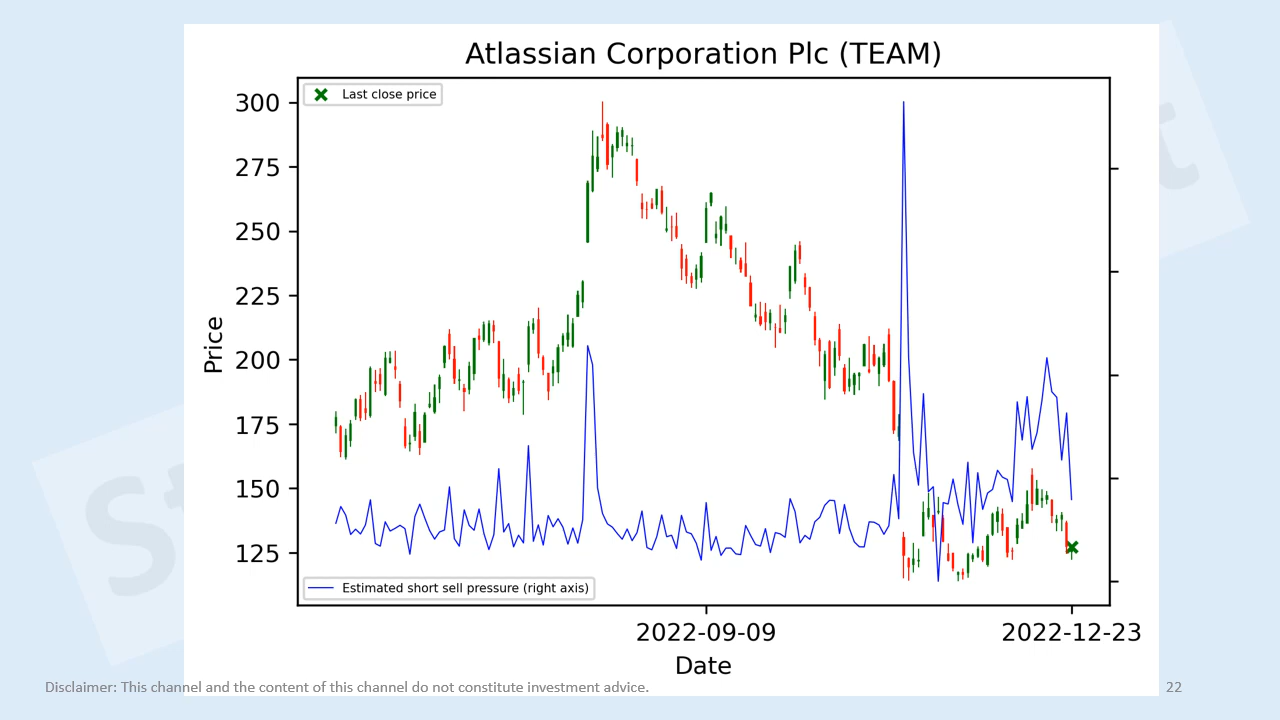 Atlassian Corporation Plc (TEAM)
Last close price
300
275
250
225
200
175
150
125
Price
Estimated short sell pressure (right axis)
2022-09-09
2022-12-23
Date
Disclaimer: This channel and the content of this channel do not constitute investment advice.
22